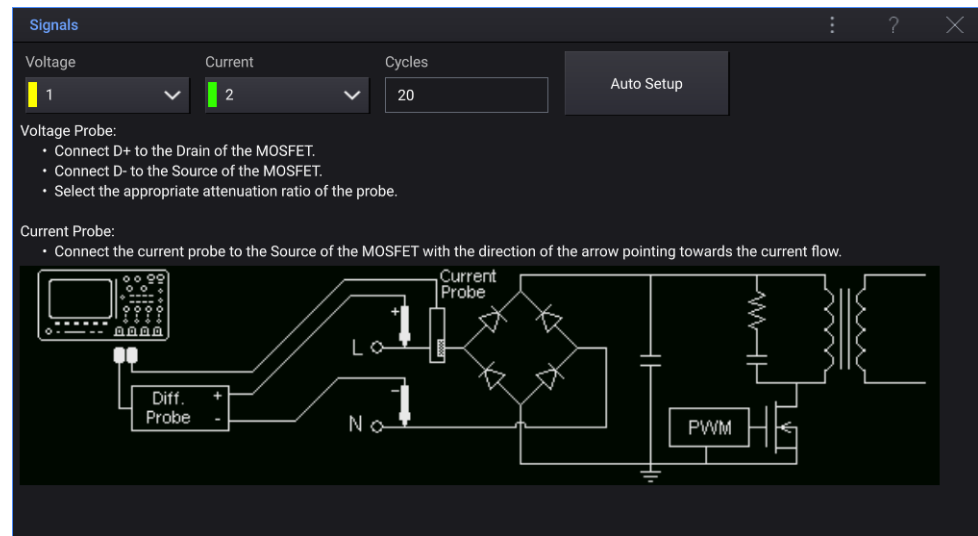 Signals
?
Voltage
Current
Cycles
1
2
20
Auto Setup
Voltage Probe:
• Connect D+ to the Drain of the MOSFET.
• Connect D- to the Source of the MOSFET.
• Select the appropriate attenuation ratio of the probe.
Current Probe:
• Connect the current probe to the Source of the MOSFET with the direction of the arrow pointing towards the current flow.
Current
Probe
+
L
Diff. +
Probe -
-
N
PWM